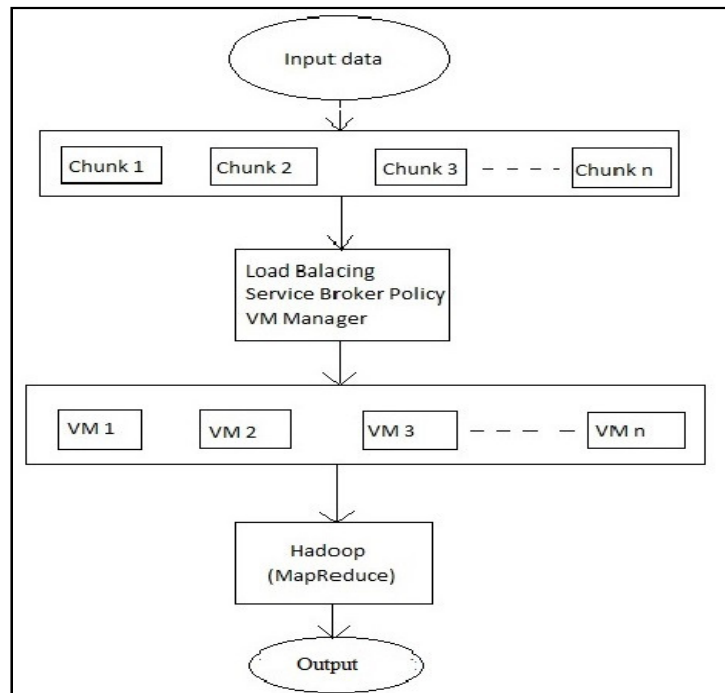 Input data
Chunk 1 Chunk 2 Chunk 3 Chunk n
Load Balacing
Service Broker Policy
VM Manager
VM 1 VM 2 VM 3 VM n
Hadoop
(MapReduce)
Output